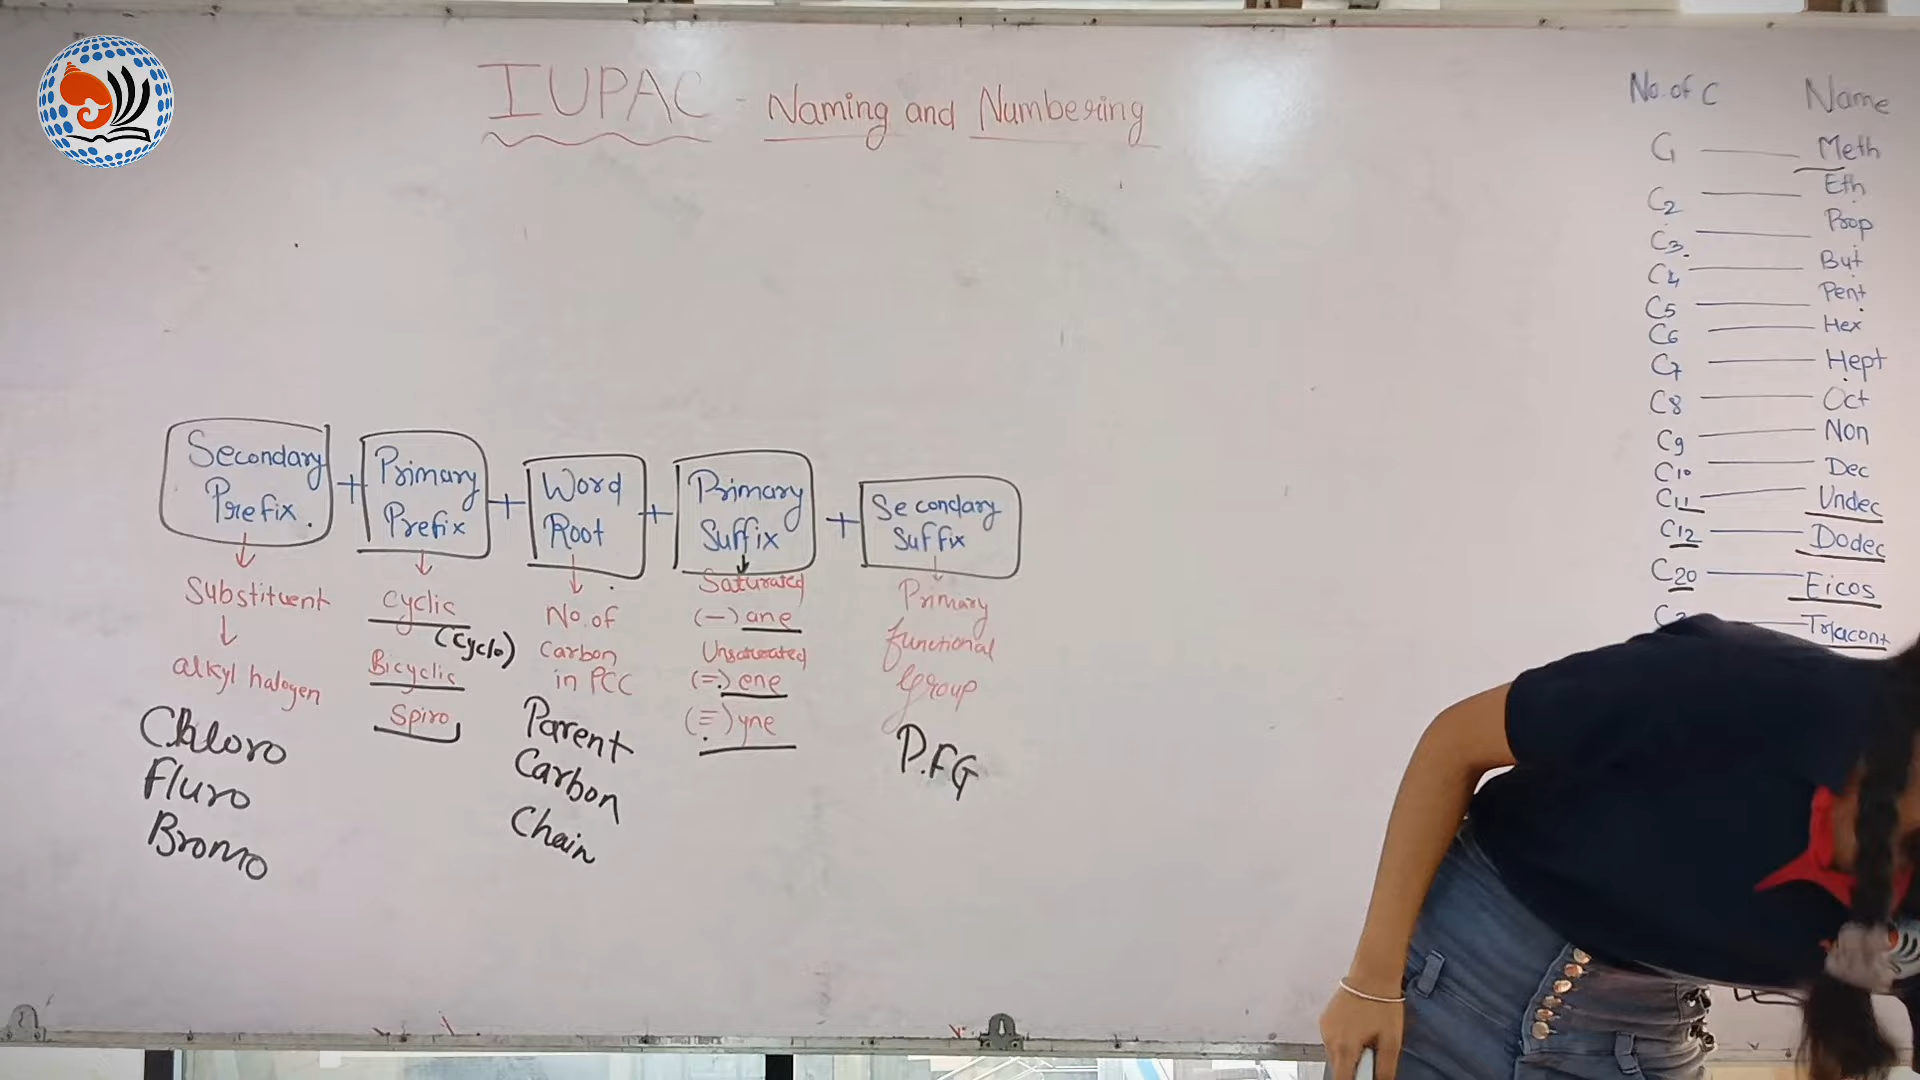 IUPAC - Naming and Numbering
No. of C Name
C1 — Meth
C2 — Eth
C3 — Prop
C4 — But
C5 — Pent
C6 — Hex
C7 — Hept
C8 — Oct
C9 — Non
C10 — Dec
C11 — Undec
C12 — Dodec
C20 — Eicos
Triacont
Secondary
Prefix.
+
Primary
Prefix
+
Word
Root
+
Primary
Suffix
+
Secondary
Suffix
Substituent
alkyl halogen
Chloro
Fluro
Bromo
cyclic
(cyclo)
Bicyclic
Spiro
No. of
Carbon
in PCC
Parent
Carbon
Chain
Saturated
(—) ane
Unsaturated
(=) ene
(≡) yne
Primary
functional
group
P.F.G